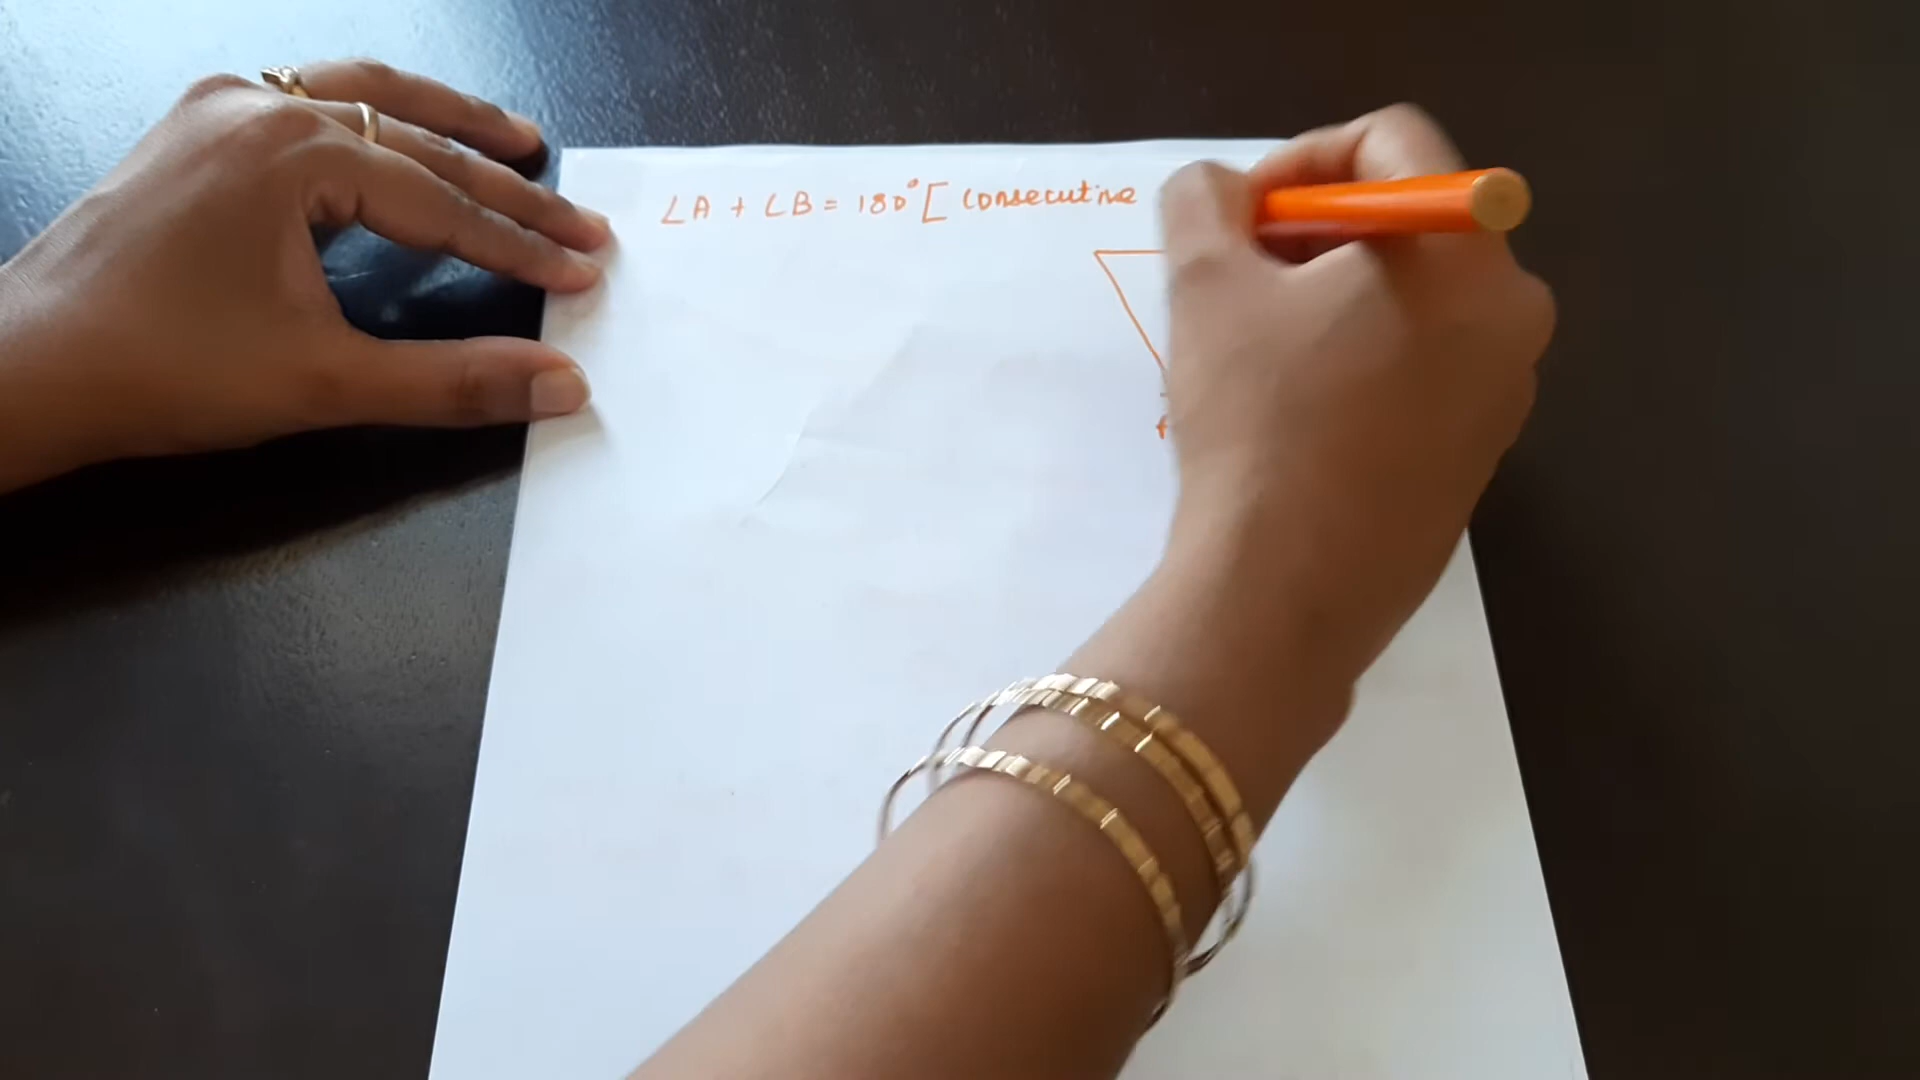 ∠A + ∠B = 180° [ consecutive